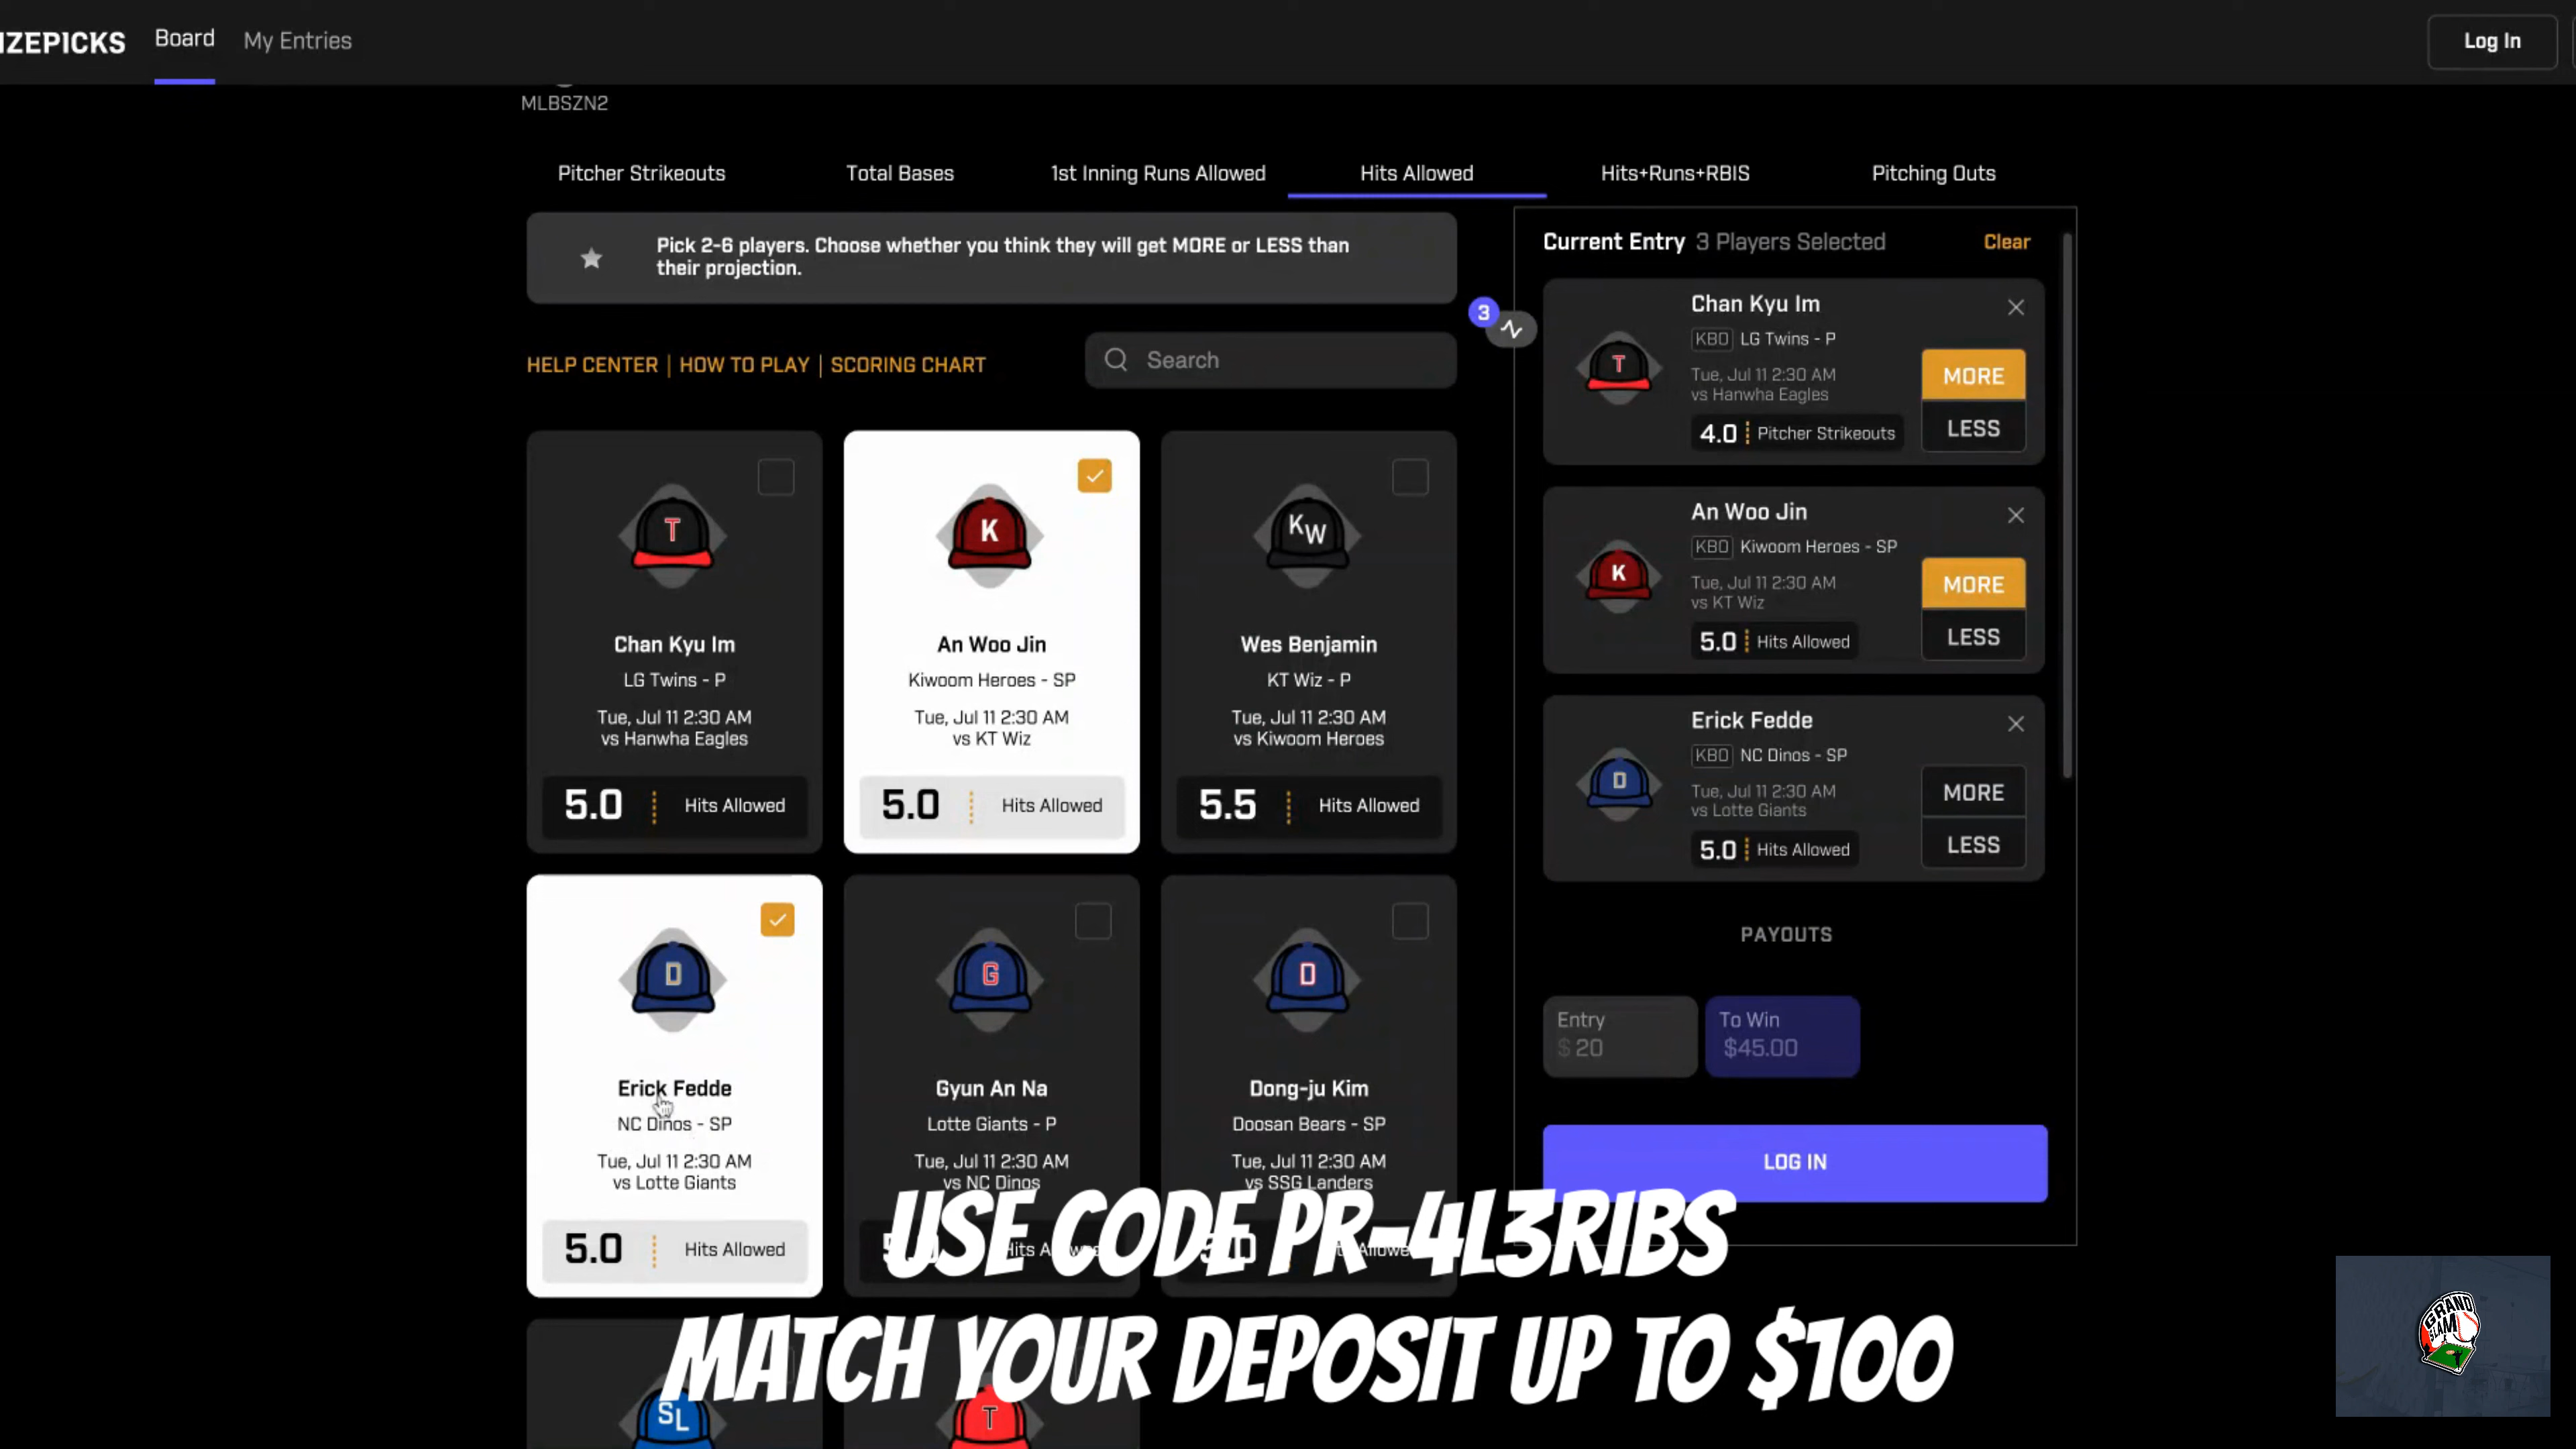 IZEPICKS Board My Entries Log In
MLBSZN2
Pitcher Strikeouts Total Bases 1st Inning Runs Allowed Hits Allowed Hits+Runs+RBIS Pitching Outs
Pick 2-6 players. Choose whether you think they will get MORE or LESS than
their projection.
HELP CENTER | HOW TO PLAY | SCORING CHART
Search
T
Chan Kyu Im
LG Twins - P
Tue, Jul 11 2:30 AM
vs Hanwha Eagles
5.0 Hits Allowed
K
An Woo Jin
Kiwoom Heroes - SP
Tue, Jul 11 2:30 AM
vs KT Wiz
5.0 Hits Allowed
KW
Wes Benjamin
KT Wiz - P
Tue, Jul 11 2:30 AM
vs Kiwoom Heroes
5.5 Hits Allowed
D
Erick Fedde
NC Dinos - SP
Tue, Jul 11 2:30 AM
vs Lotte Giants
5.0 Hits Allowed
G
Gyun An Na
Lotte Giants - P
Tue, Jul 11 2:30 AM
vs NC Dinos
D
Dong-ju Kim
Doosan Bears - SP
Tue, Jul 11 2:30 AM
vs SSG Landers
SL
T
3
Current Entry 3 Players Selected Clear
T
Chan Kyu Im
KBO LG Twins - P
Tue, Jul 11 2:30 AM
vs Hanwha Eagles
4.0 Pitcher Strikeouts
MORE
LESS
K
An Woo Jin
KBO Kiwoom Heroes - SP
Tue, Jul 11 2:30 AM
vs KT Wiz
5.0 Hits Allowed
MORE
LESS
D
Erick Fedde
KBO NC Dinos - SP
Tue, Jul 11 2:30 AM
vs Lotte Giants
5.0 Hits Allowed
MORE
LESS
PAYOUTS
Entry
$ 20
To Win
$45.00
LOG IN
USE CODE PR-4L3RIBS
MATCH YOUR DEPOSIT UP TO $100
GRAND
SLAM